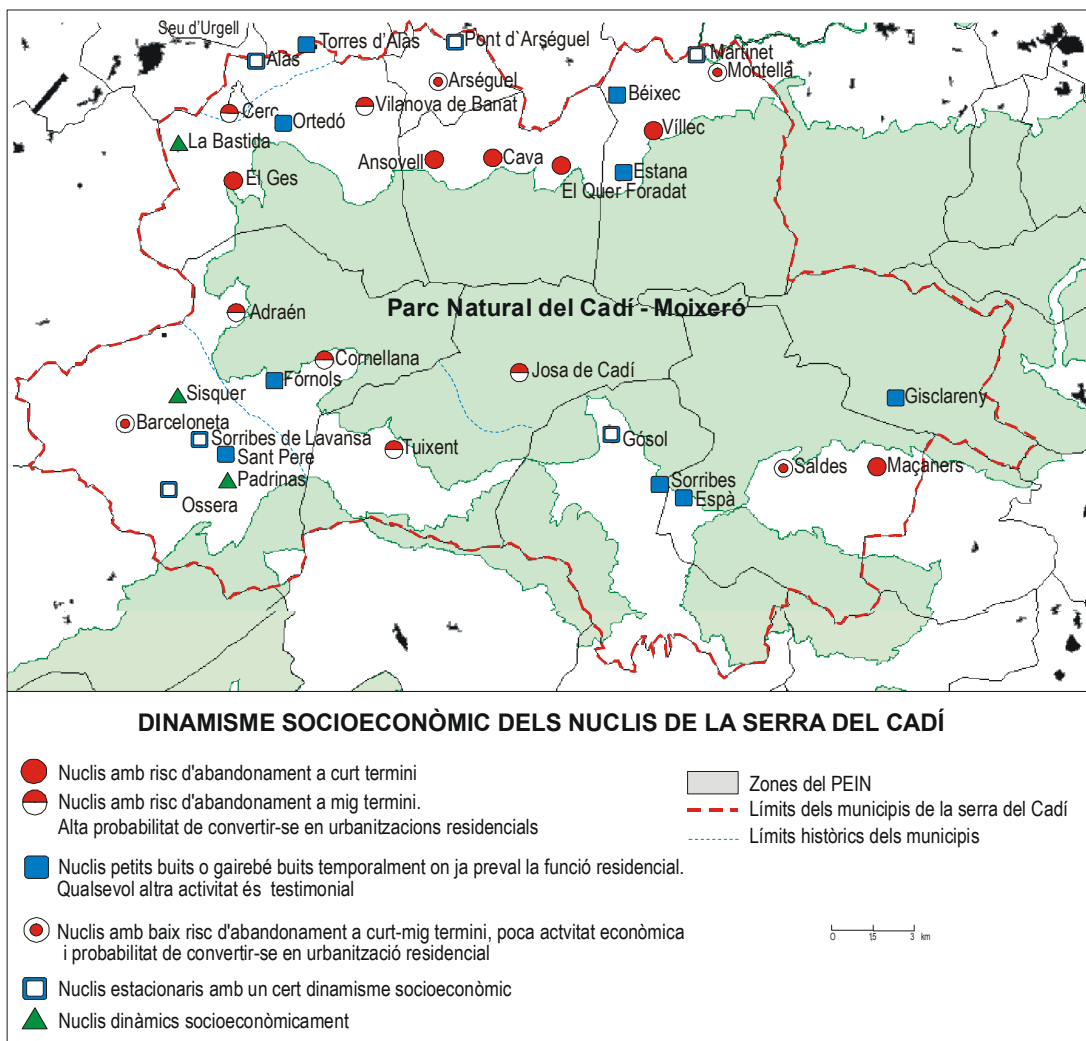 Seu d'Urgell
Torres d'Alàs
Pont d`Arséguel
Alàs
Martinet
Montellà
Arséguel
Béixec
Cerc
Vilanova de Banat
Ortedó
Víllec
La Bastida
Ansovell
Cava
Estana
El Ges
El Quer Foradat
Parc Natural del Cadí - Moixeró
Adraén
Cornellana
Josa de Cadí
Fórnols
Sisquer
Gisclareny
Barceloneta
Sorribes de Lavansa
Gósol
Sant Pere
Tuixent
Saldes
Maçaners
Padrinas
Sorribes
Ossera
Espà
DINAMISME SOCIOECONÒMIC DELS NUCLIS DE LA SERRA DEL CADÍ
Nuclis amb risc d'abandonament a curt termini
Nuclis amb risc d'abandonament a mig termini.
Alta probabilitat de convertir-se en urbanitzacions residencials
Nuclis petits buits o gairebé buits temporalment on ja preval la funció residencial.
Qualsevol altra activitat és testimonial
Nuclis amb baix risc d'abandonament a curt-mig termini, poca actvitat econòmica
i probabilitat de convertir-se en urbanització residencial
Nuclis estacionaris amb un cert dinamisme socioeconòmic
Nuclis dinàmics socioeconòmicament
Zones del PEIN
Límits dels municipis de la serra del Cadí
Límits històrics dels municipis
0 1.5 3 km